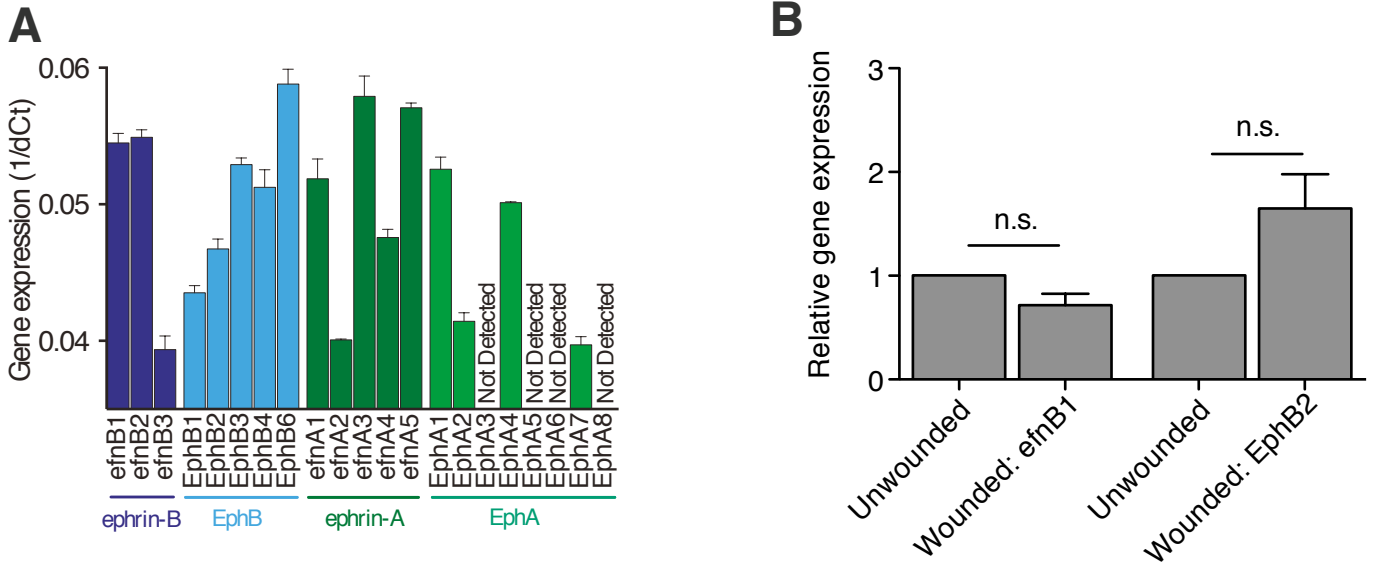 A
Gene expression (1/dCt)
0.06
0.05
0.04
Not Detected
Not Detected
Not Detected
Not Detected
efnB1
efnB2
efnB3
EphB1
EphB2
EphB3
EphB4
EphB6
efnA1
efnA2
efnA3
efnA4
efnA5
EphA1
EphA2
EphA3
EphA4
EphA5
EphA6
EphA7
EphA8
ephrin-B
EphB
ephrin-A
EphA
B
Relative gene expression
3
2
1
0
n.s.
n.s.
Unwounded
Wounded: efnB1
Unwounded
Wounded: EphB2